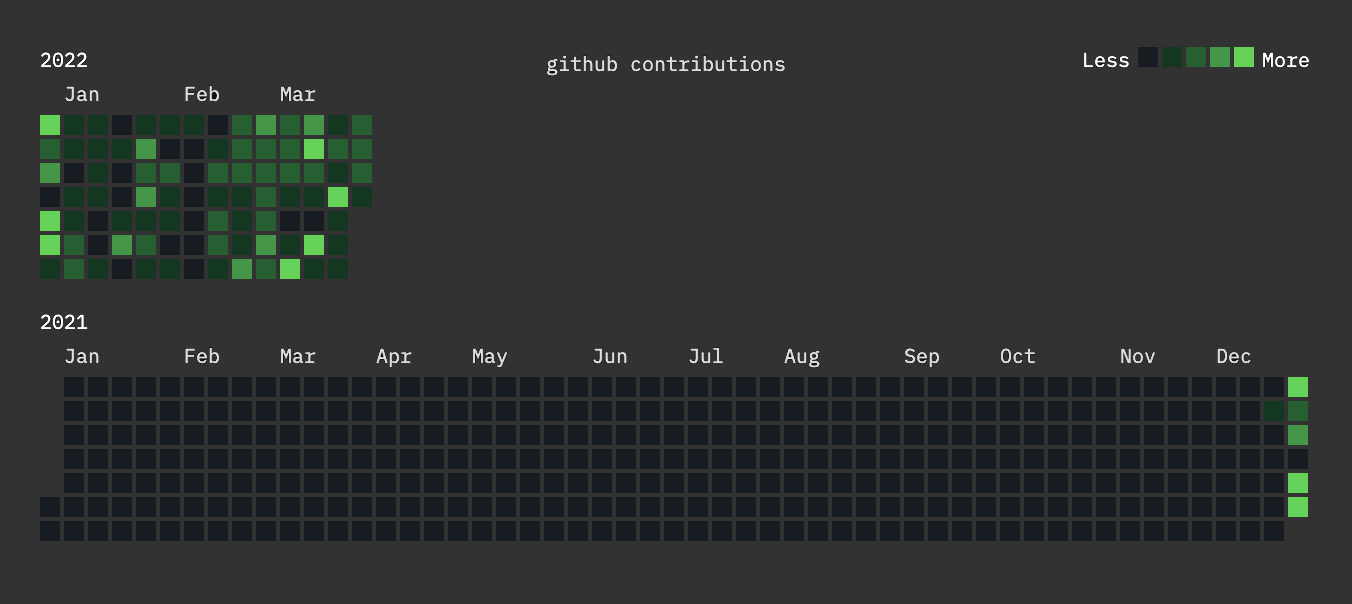 2022
github contributions
Less More
Jan Feb Mar
2021
Jan Feb Mar Apr May Jun Jul Aug Sep Oct Nov Dec